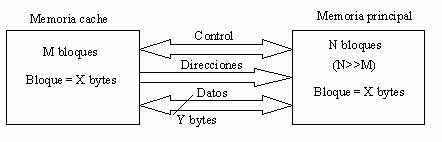 Memoria cache
Memoria principal
M bloques
Bloque = X bytes
Control
Direcciones
Datos
Y bytes
N bloques
(N>>M)
Bloque = X bytes